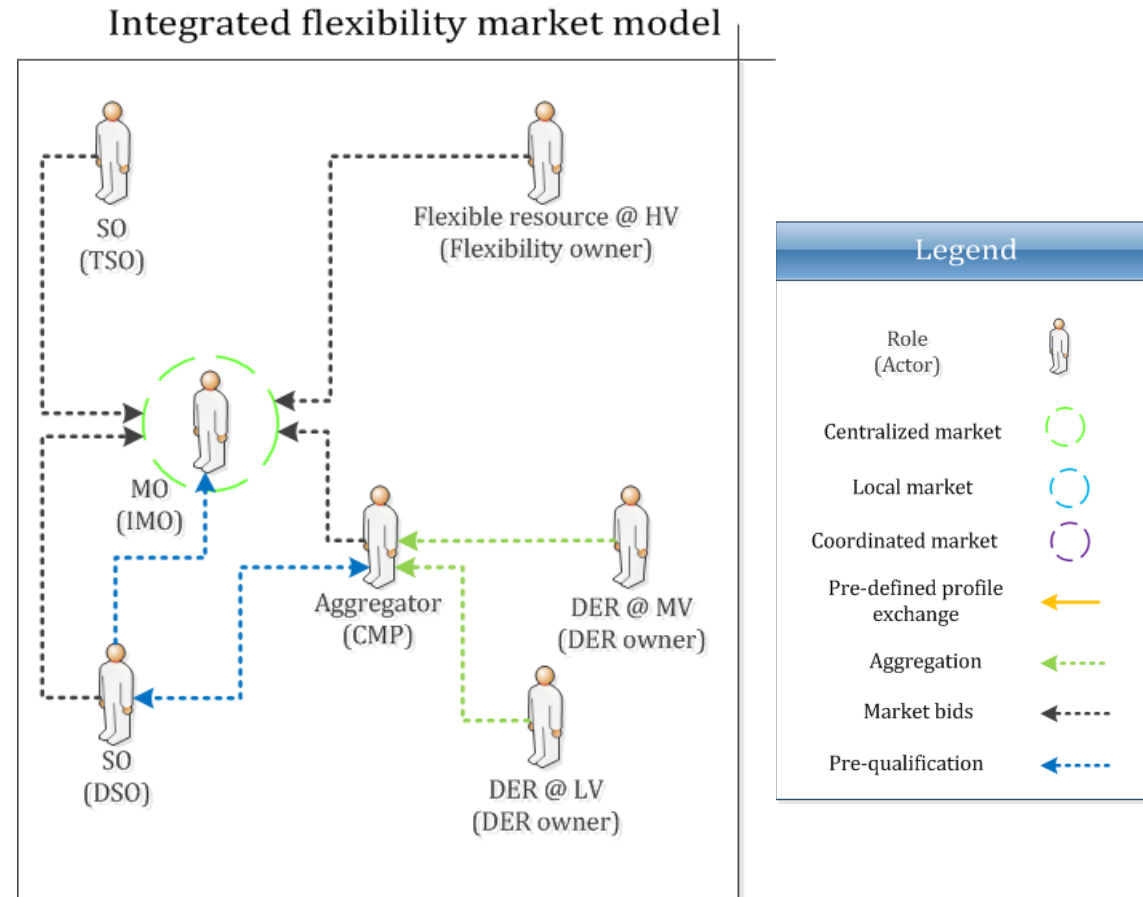 Integrated flexibility market model
SO
(TSO)
Flexible resource @ HV
(Flexibility owner)
MO
(IMO)
Aggregator
(CMP)
DER @ MV
(DER owner)
SO
(DSO)
DER @ LV
(DER owner)
Legend
Role
(Actor)
Centralized market
Local market
Coordinated market
Pre-defined profile
exchange
Aggregation
Market bids
Pre-qualification